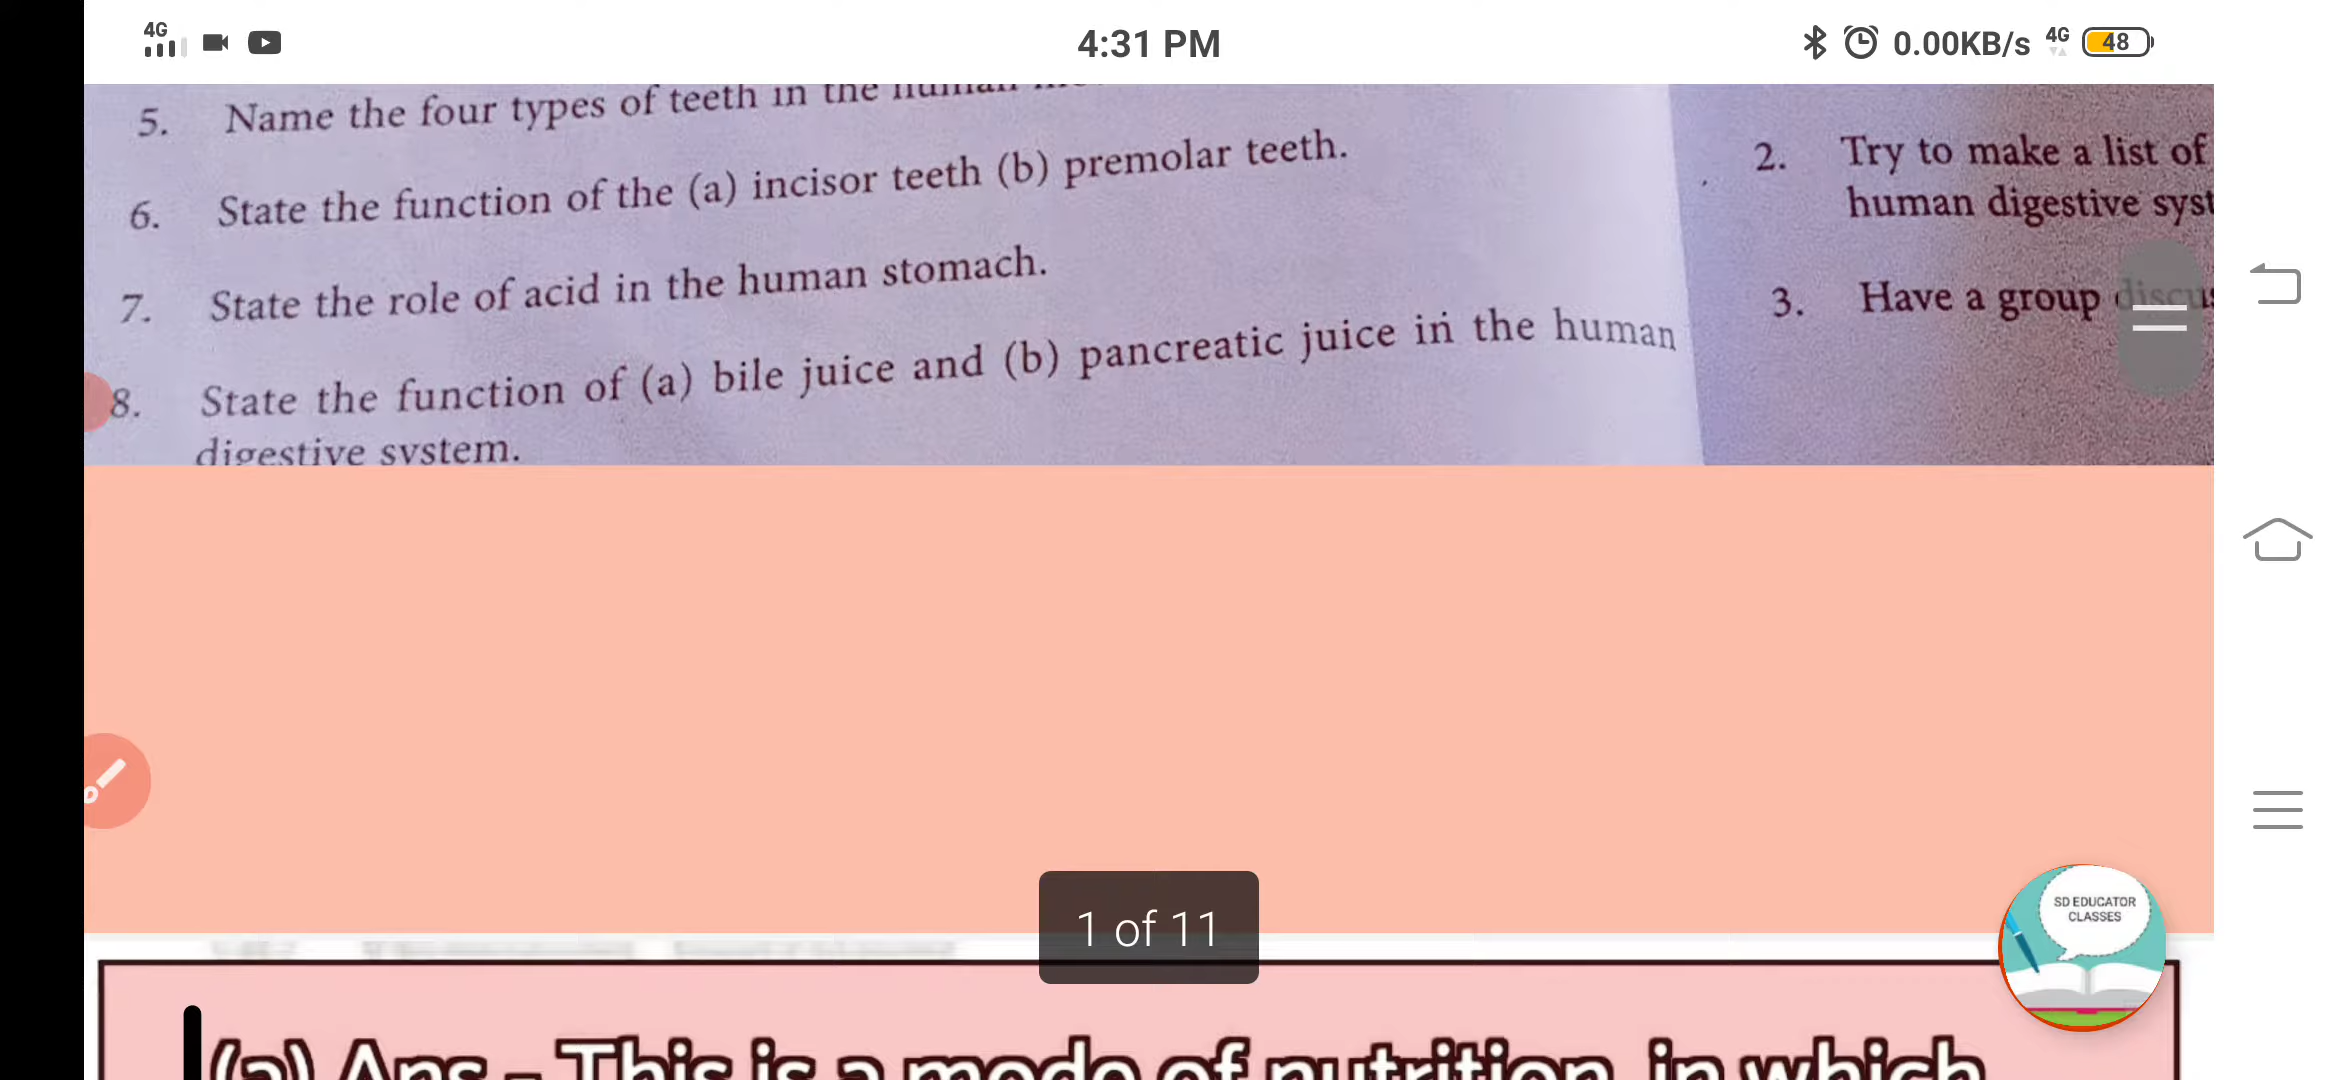 4G
4:31 PM
0.00KB/s 4G 48
5. Name the four types of teeth in the human
6. State the function of the (a) incisor teeth (b) premolar teeth.
7. State the role of acid in the human stomach.
8. State the function of (a) bile juice and (b) pancreatic juice in the human
digestive system.
2. Try to make a list of
human digestive syst
3. Have a group discus
1 of 11
SD EDUCATOR
CLASSES
(a) Ans - This is a mode of nutrition, in which